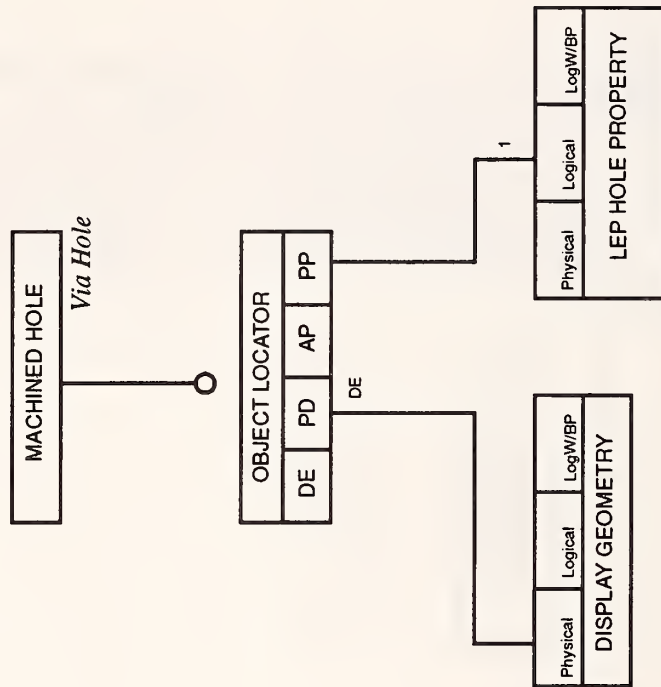 MACHINED HOLE
Via Hole
OBJECT LOCATOR
DE PD AP PP
DE
1
Physical Logical LogW/BP
DISPLAY GEOMETRY
Physical Logical LogW/BP
LEP HOLE PROPERTY